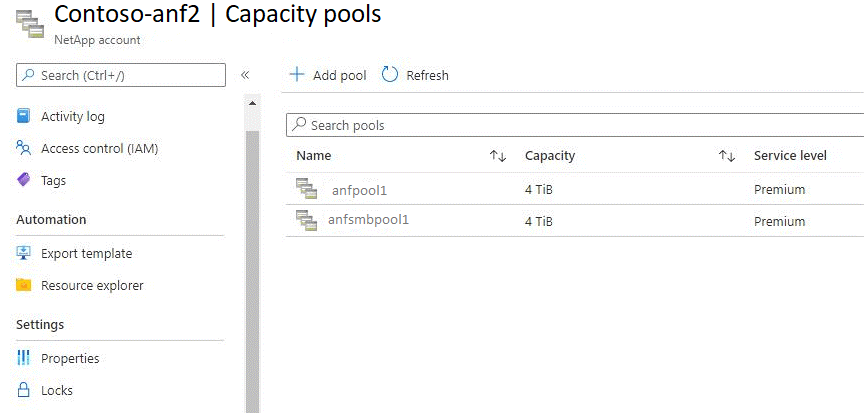 Contoso-anf2 | Capacity pools
NetApp account
Search (Ctrl+/)
«
Add pool
Refresh
Activity log
Access control (IAM)
Tags
Automation
Export template
Resource explorer
Settings
Properties
Locks
Search pools
Name Capacity Service level
anfpool1 4 TiB Premium
anfsmbpool1 4 TiB Premium